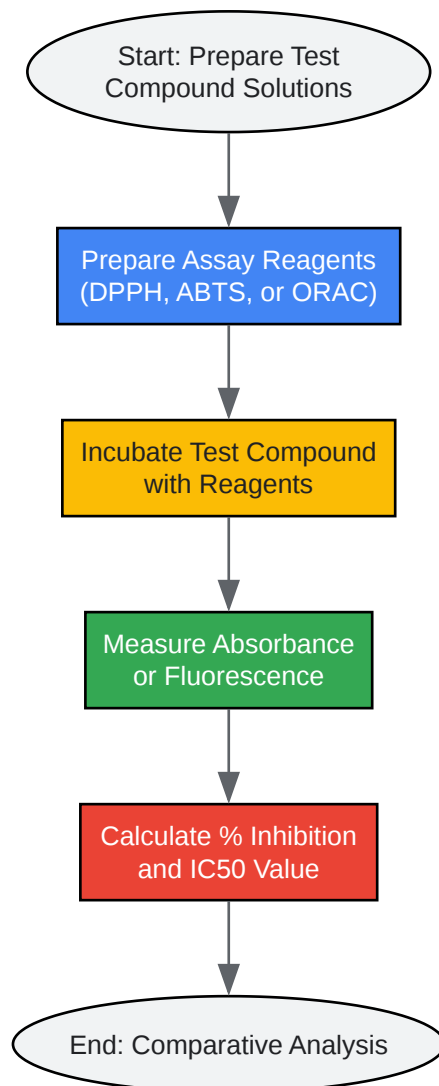 Start: Prepare Test
Compound Solutions
Prepare Assay Reagents
(DPPH, ABTS, or ORAC)
Incubate Test Compound
with Reagents
Measure Absorbance
or Fluorescence
Calculate % Inhibition
and IC50 Value
End: Comparative Analysis